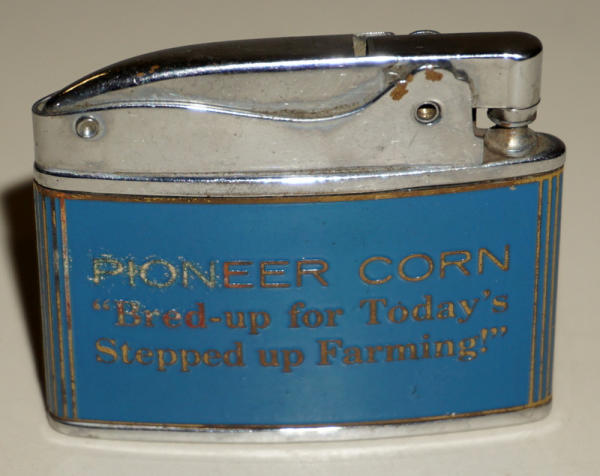 PIONEER CORN
"Bred-up for Today's
Stepped up Farming!"